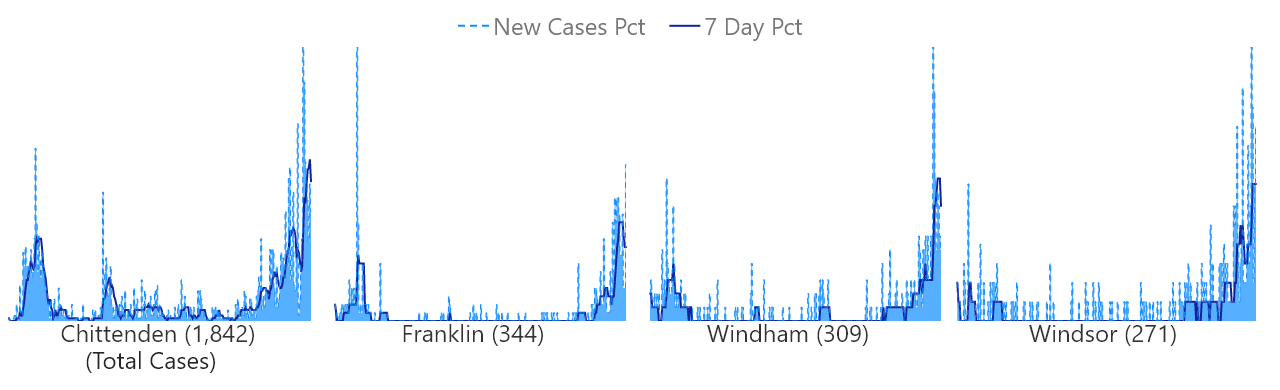 New Cases Pct 7 Day Pct
Chittenden (1,842) Franklin (344) Windham (309) Windsor (271)
(Total Cases)